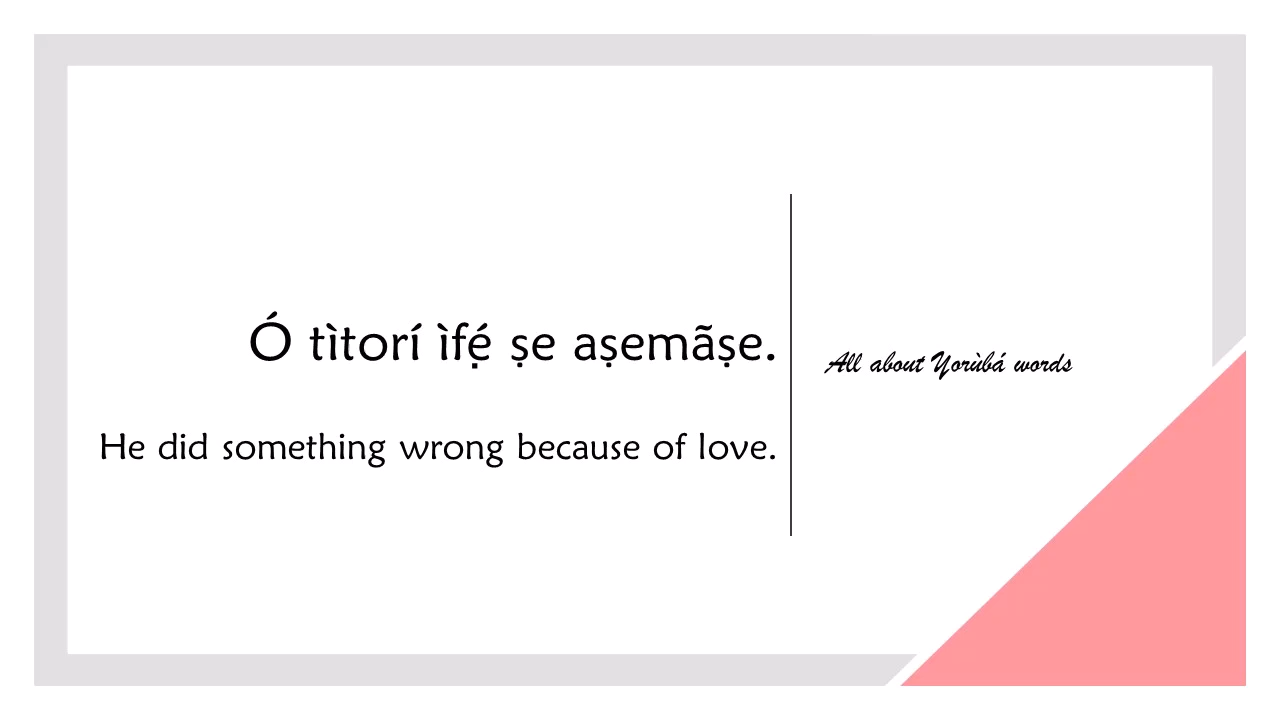 Ó tìtorí ìfẹ́ ṣe aṣemãṣe.
He did something wrong because of love.
All about Yorùbá words